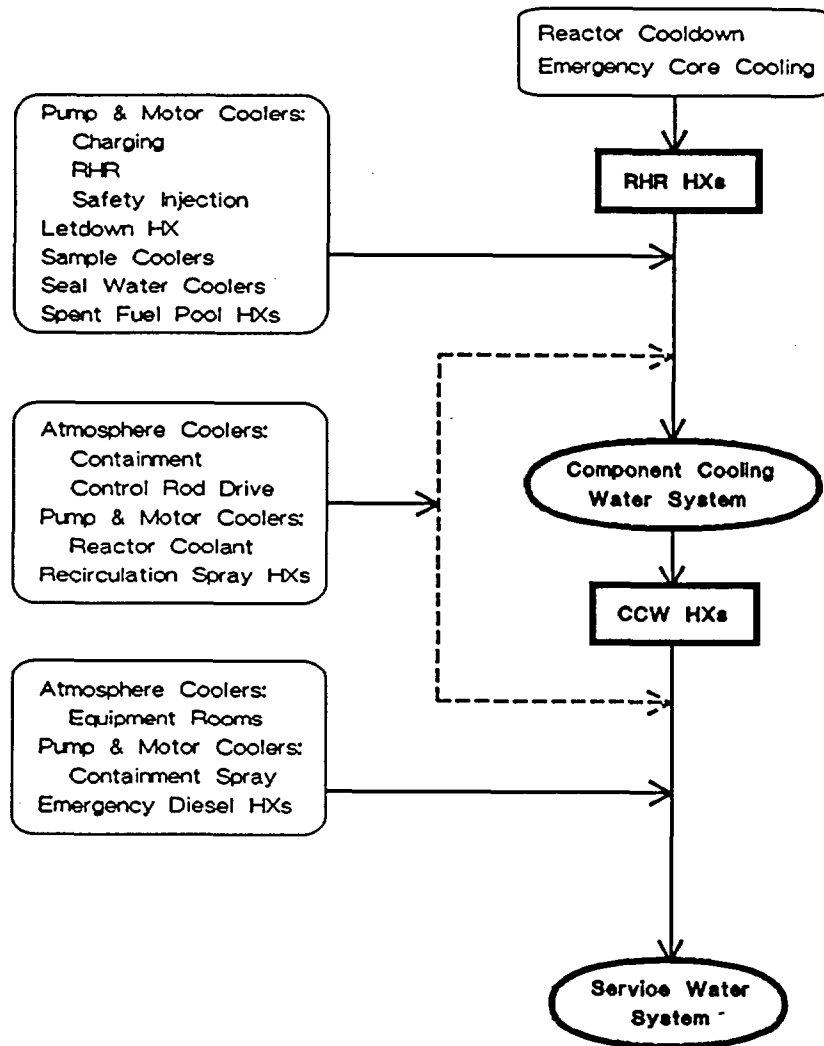 Reactor Cooldown
Emergency Core Cooling
Pump & Motor Coolers:
Charging
RHR
Safety Injection
Letdown HX
Sample Coolers
Seal Water Coolers
Spent Fuel Pool HXs
RHR HXs
Atmosphere Coolers:
Containment
Control Rod Drive
Pump & Motor Coolers:
Reactor Coolant
Recirculation Spray HXs
Component Cooling
Water System
CCW HXs
Atmosphere Coolers:
Equipment Rooms
Pump & Motor Coolers:
Containment Spray
Emergency Diesel HXs
Service Water
System